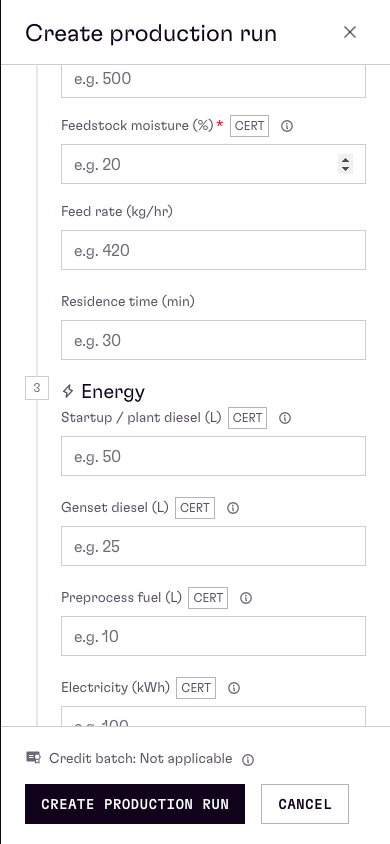 Create production run
e.g. 500
Feedstock moisture (%) * CERT
e.g. 20
Feed rate (kg/hr)
e.g. 420
Residence time (min)
e.g. 30
3 Energy
Startup / plant diesel (L) CERT
e.g. 50
Genset diesel (L) CERT
e.g. 25
Preprocess fuel (L) CERT
e.g. 10
Electricity (kWh) CERT
e.g. 100
Credit batch: Not applicable
CREATE PRODUCTION RUN CANCEL